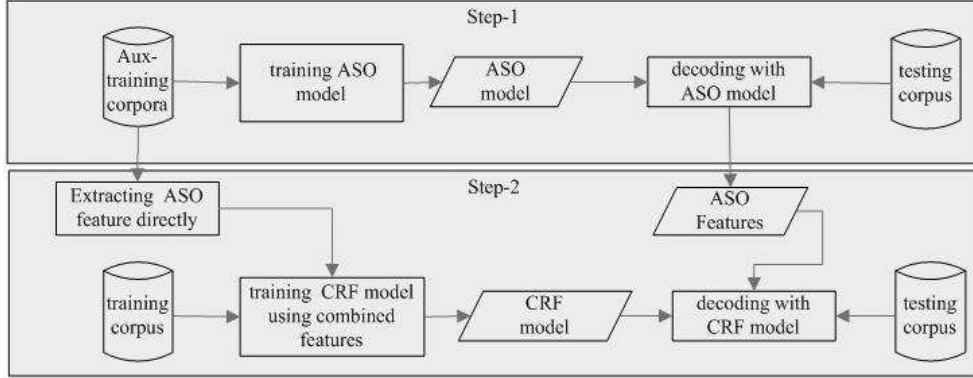 Step-1
Aux-
training
corpora
training ASO
model
ASO
model
decoding with
ASO model
testing
corpus
Step-2
Extracting ASO
feature directly
ASO
Features
training
corpus
training CRF model
using combined
features
CRF
model
decoding with
CRF model
testing
corpus